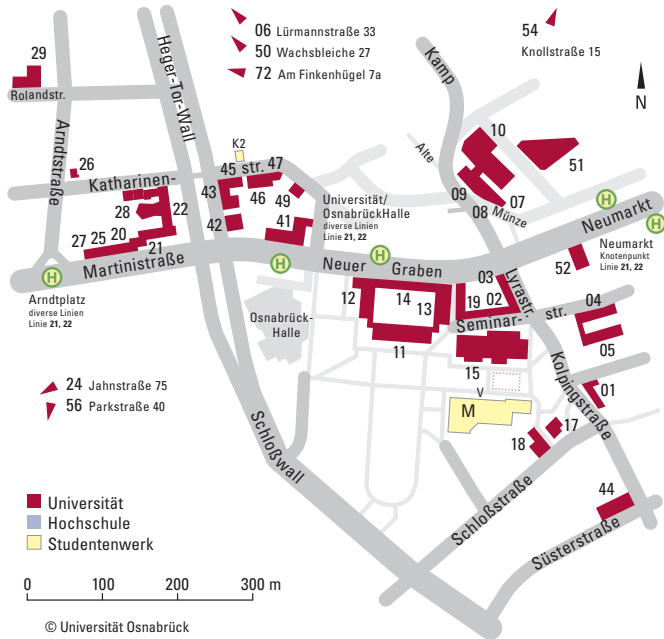 06 Lürmannstraße 33
50 Wachsbleiche 27
72 Am Finkenhügel 7a
54
Knollstraße 15
N
29
Rolandstr.
Arndtstraße
Heger-Tor-Wall
Kamp
Alte
Münze
10
51
09
08
07
26
K2
Katharinen-
str.
45
47
43
46
49
42
41
28
22
20
21
27
25
Universität/
OsnabrückHalle
diverse Linien
Linie 21, 22
H
H
H
H
Neumarkt
Neumarkt
Knotenpunkt
Linie 21, 22
52
Martinistraße
Neuer Graben
Arndtplatz
diverse Linien
Linie 21, 22
Osnabrück-
Halle
12
14
13
11
19
03
02
Lyrastr.
Seminar-
str.
04
05
15
V
M
01
17
18
Kolpingstraße
24 Jahnstraße 75
56 Parkstraße 40
Schloßwall
Schloßstraße
44
Süsterstraße
Universität
Hochschule
Studentenwerk
0 100 200 300 m
© Universität Osnabrück